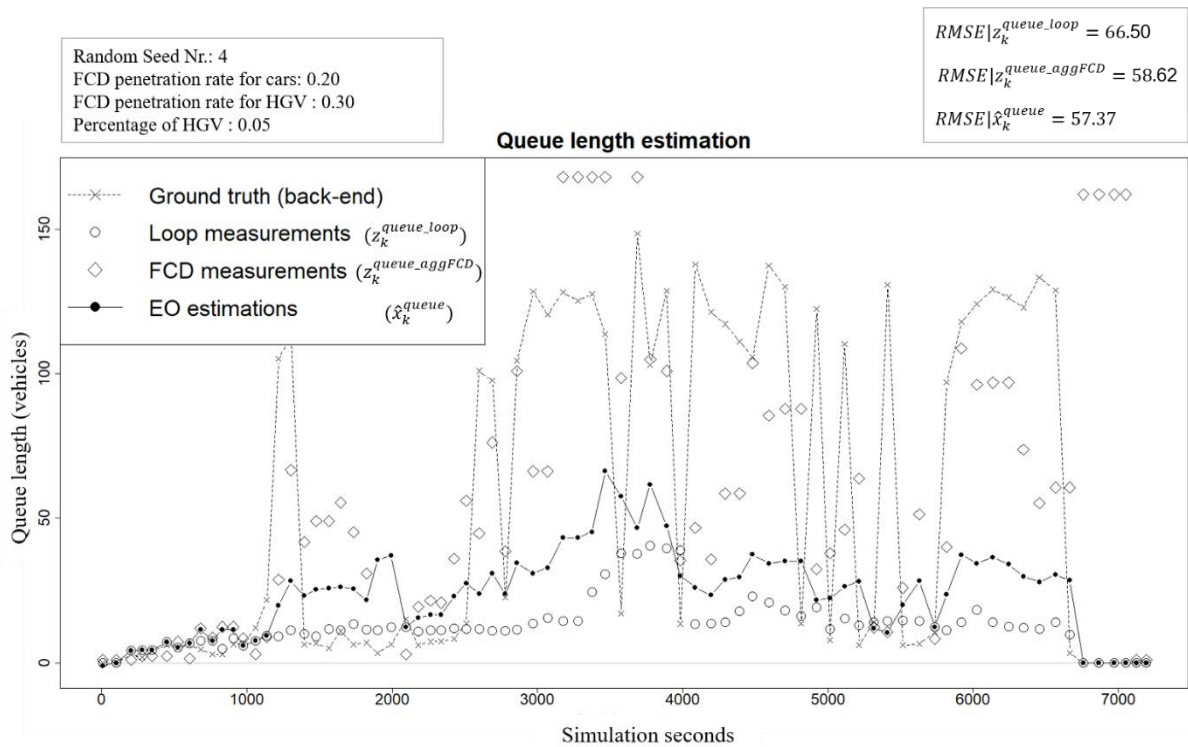 Random Seed Nr.: 4
FCD penetration rate for cars: 0.20
FCD penetration rate for HGV : 0.30
Percentage of HGV : 0.05
RMSE|z_k^{queue_loop} = 66.50
RMSE|z_k^{queue_aggFCD} = 58.62
RMSE|x̂_k^{queue} = 57.37
Queue length estimation
Ground truth (back-end)
Loop measurements (z_k^{queue_loop})
FCD measurements (z_k^{queue_aggFCD})
EO estimations (x̂_k^{queue})
Queue length (vehicles)
150
100
50
0
0 1000 2000 3000 4000 5000 6000 7000
Simulation seconds